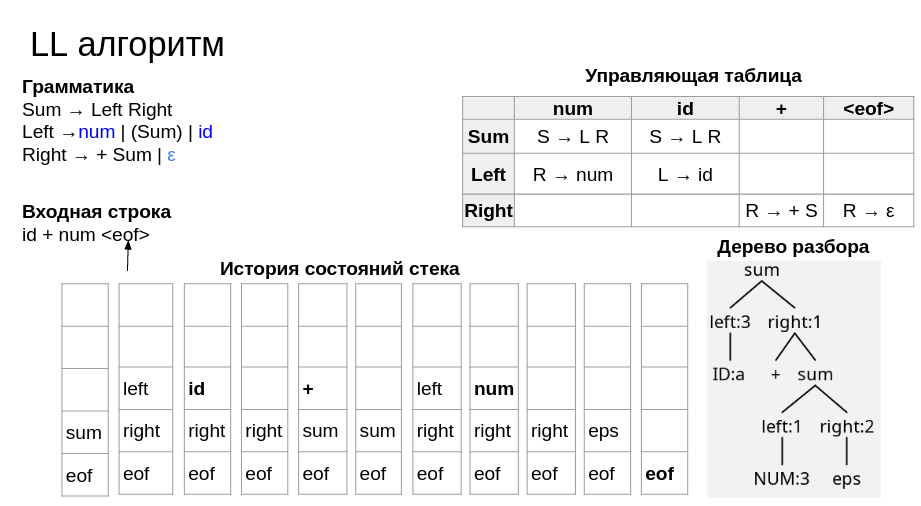 LL алгоритм
Грамматика
Sum → Left Right
Left →num | (Sum) | id
Right → + Sum | ε
Входная строка
id + num <eof>
Управляющая таблица
num id + <eof>
Sum S → L R S → L R
Left R → num L → id
Right R → + S R → ε
История состояний стека
left id + left num
sum right right right sum sum right right right eps
eof eof eof eof eof eof eof eof eof eof eof
Дерево разбора
sum
left:3 right:1
ID:a + sum
left:1 right:2
NUM:3 eps